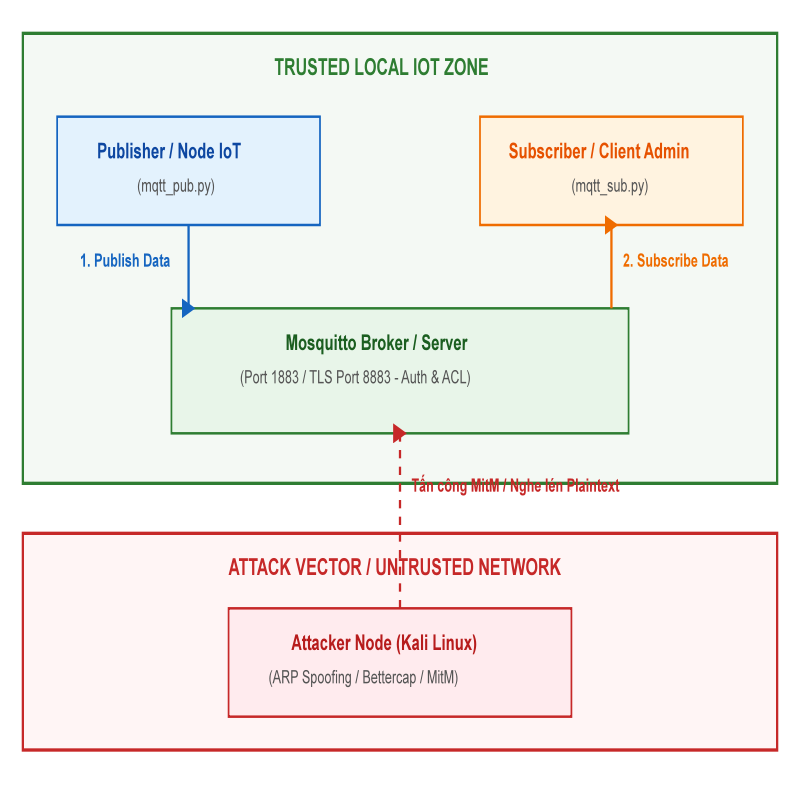 TRUSTED LOCAL IOT ZONE
Publisher / Node IoT
(mqtt_pub.py)
Subscriber / Client Admin
(mqtt_sub.py)
1. Publish Data
2. Subscribe Data
Mosquitto Broker / Server
(Port 1883 / TLS Port 8883 - Auth & ACL)
Tấn công MitM / Nghe lén Plaintext
ATTACK VECTOR / UNTRUSTED NETWORK
Attacker Node (Kali Linux)
(ARP Spoofing / Bettercap / MitM)